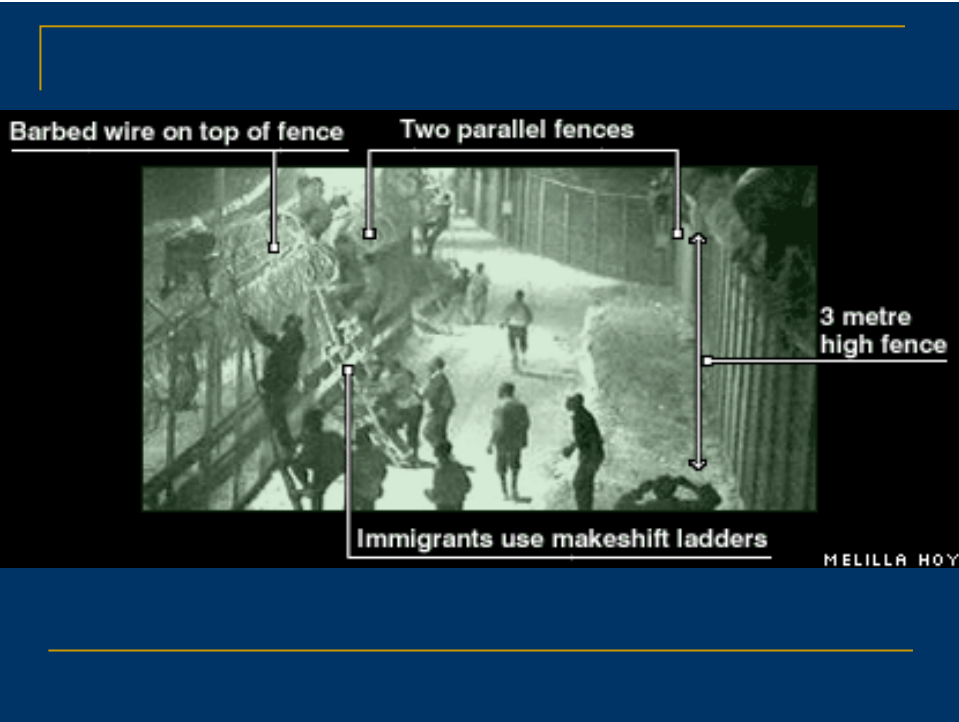 Barbed wire on top of fence
Two parallel fences
3 metre
high fence
Immigrants use makeshift ladders
MELILLA HOY